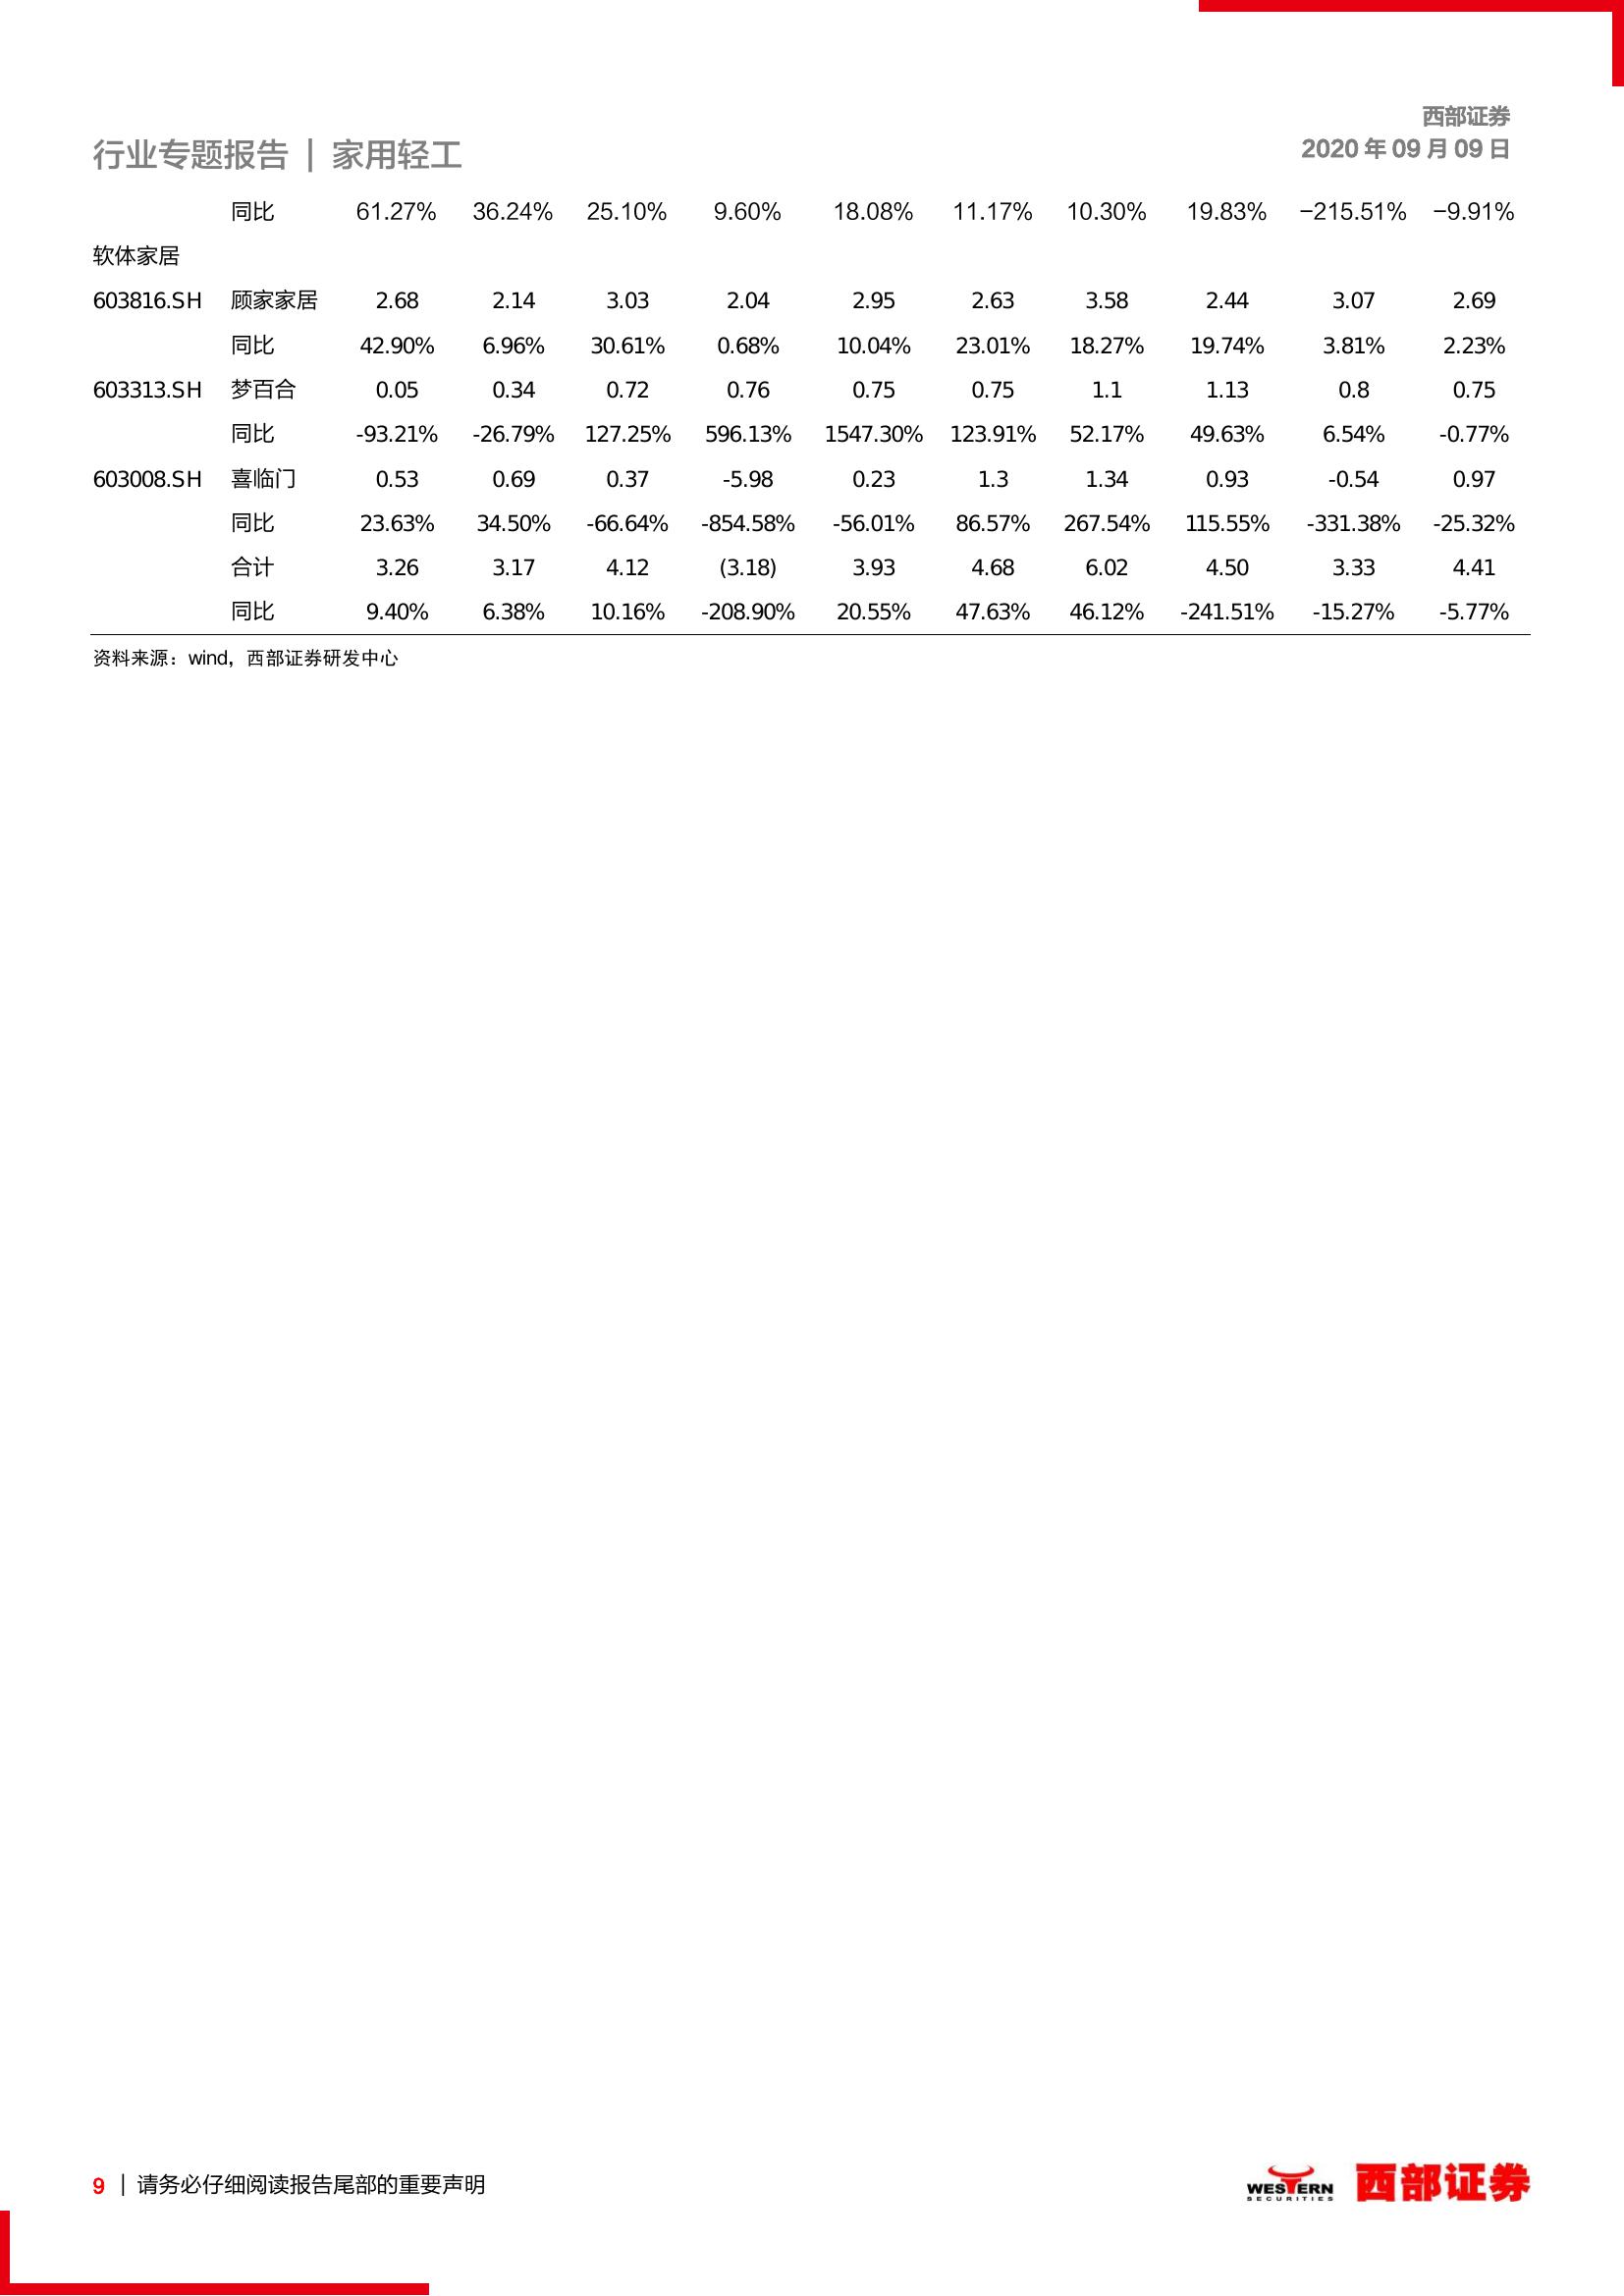 西部证券
行业专题报告 | 家用轻工
2020 年 09 月 09 日
同比 61.27% 36.24% 25.10% 9.60% 18.08% 11.17% 10.30% 19.83% −215.51% −9.91%
软体家居
603816.SH 顾家家居 2.68 2.14 3.03 2.04 2.95 2.63 3.58 2.44 3.07 2.69
同比 42.90% 6.96% 30.61% 0.68% 10.04% 23.01% 18.27% 19.74% 3.81% 2.23%
603313.SH 梦百合 0.05 0.34 0.72 0.76 0.75 0.75 1.1 1.13 0.8 0.75
同比 -93.21% -26.79% 127.25% 596.13% 1547.30% 123.91% 52.17% 49.63% 6.54% -0.77%
603008.SH 喜临门 0.53 0.69 0.37 -5.98 0.23 1.3 1.34 0.93 -0.54 0.97
同比 23.63% 34.50% -66.64% -854.58% -56.01% 86.57% 267.54% 115.55% -331.38% -25.32%
合计 3.26 3.17 4.12 (3.18) 3.93 4.68 6.02 4.50 3.33 4.41
同比 9.40% 6.38% 10.16% -208.90% 20.55% 47.63% 46.12% -241.51% -15.27% -5.77%
资料来源：wind，西部证券研发中心
9 | 请务必仔细阅读报告尾部的重要声明
WESTERN
SECURITIES
西部证券